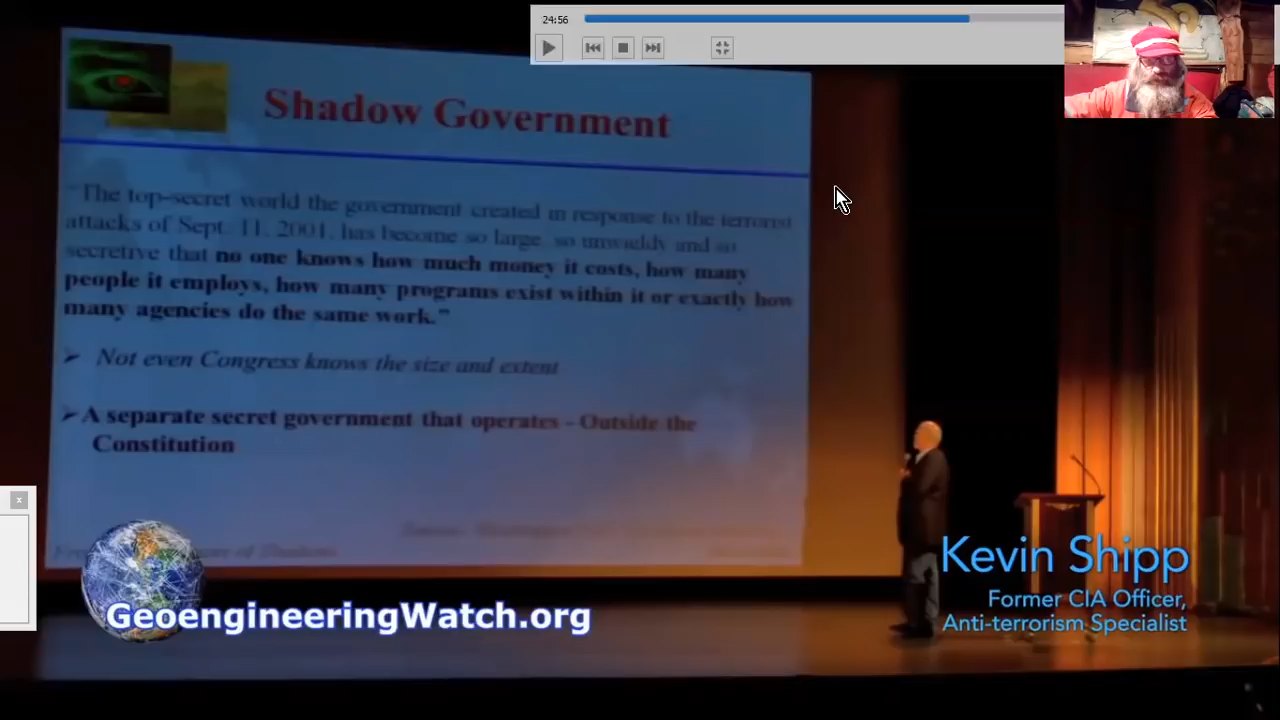 24:56
x
Shadow Government
"The top-secret world the government created in response to the terrorist
attacks of Sept. 11, 2001, has become so large, so unwieldy and so
secretive that no one knows how much money it costs, how many
people it employs, how many programs exist within it or exactly how
many agencies do the same work."
Not even Congress knows the size and extent
A separate secret government that operates - Outside the
Constitution
GeoengineeringWatch.org
Kevin Shipp
Former CIA Officer,
Anti-terrorism Specialist